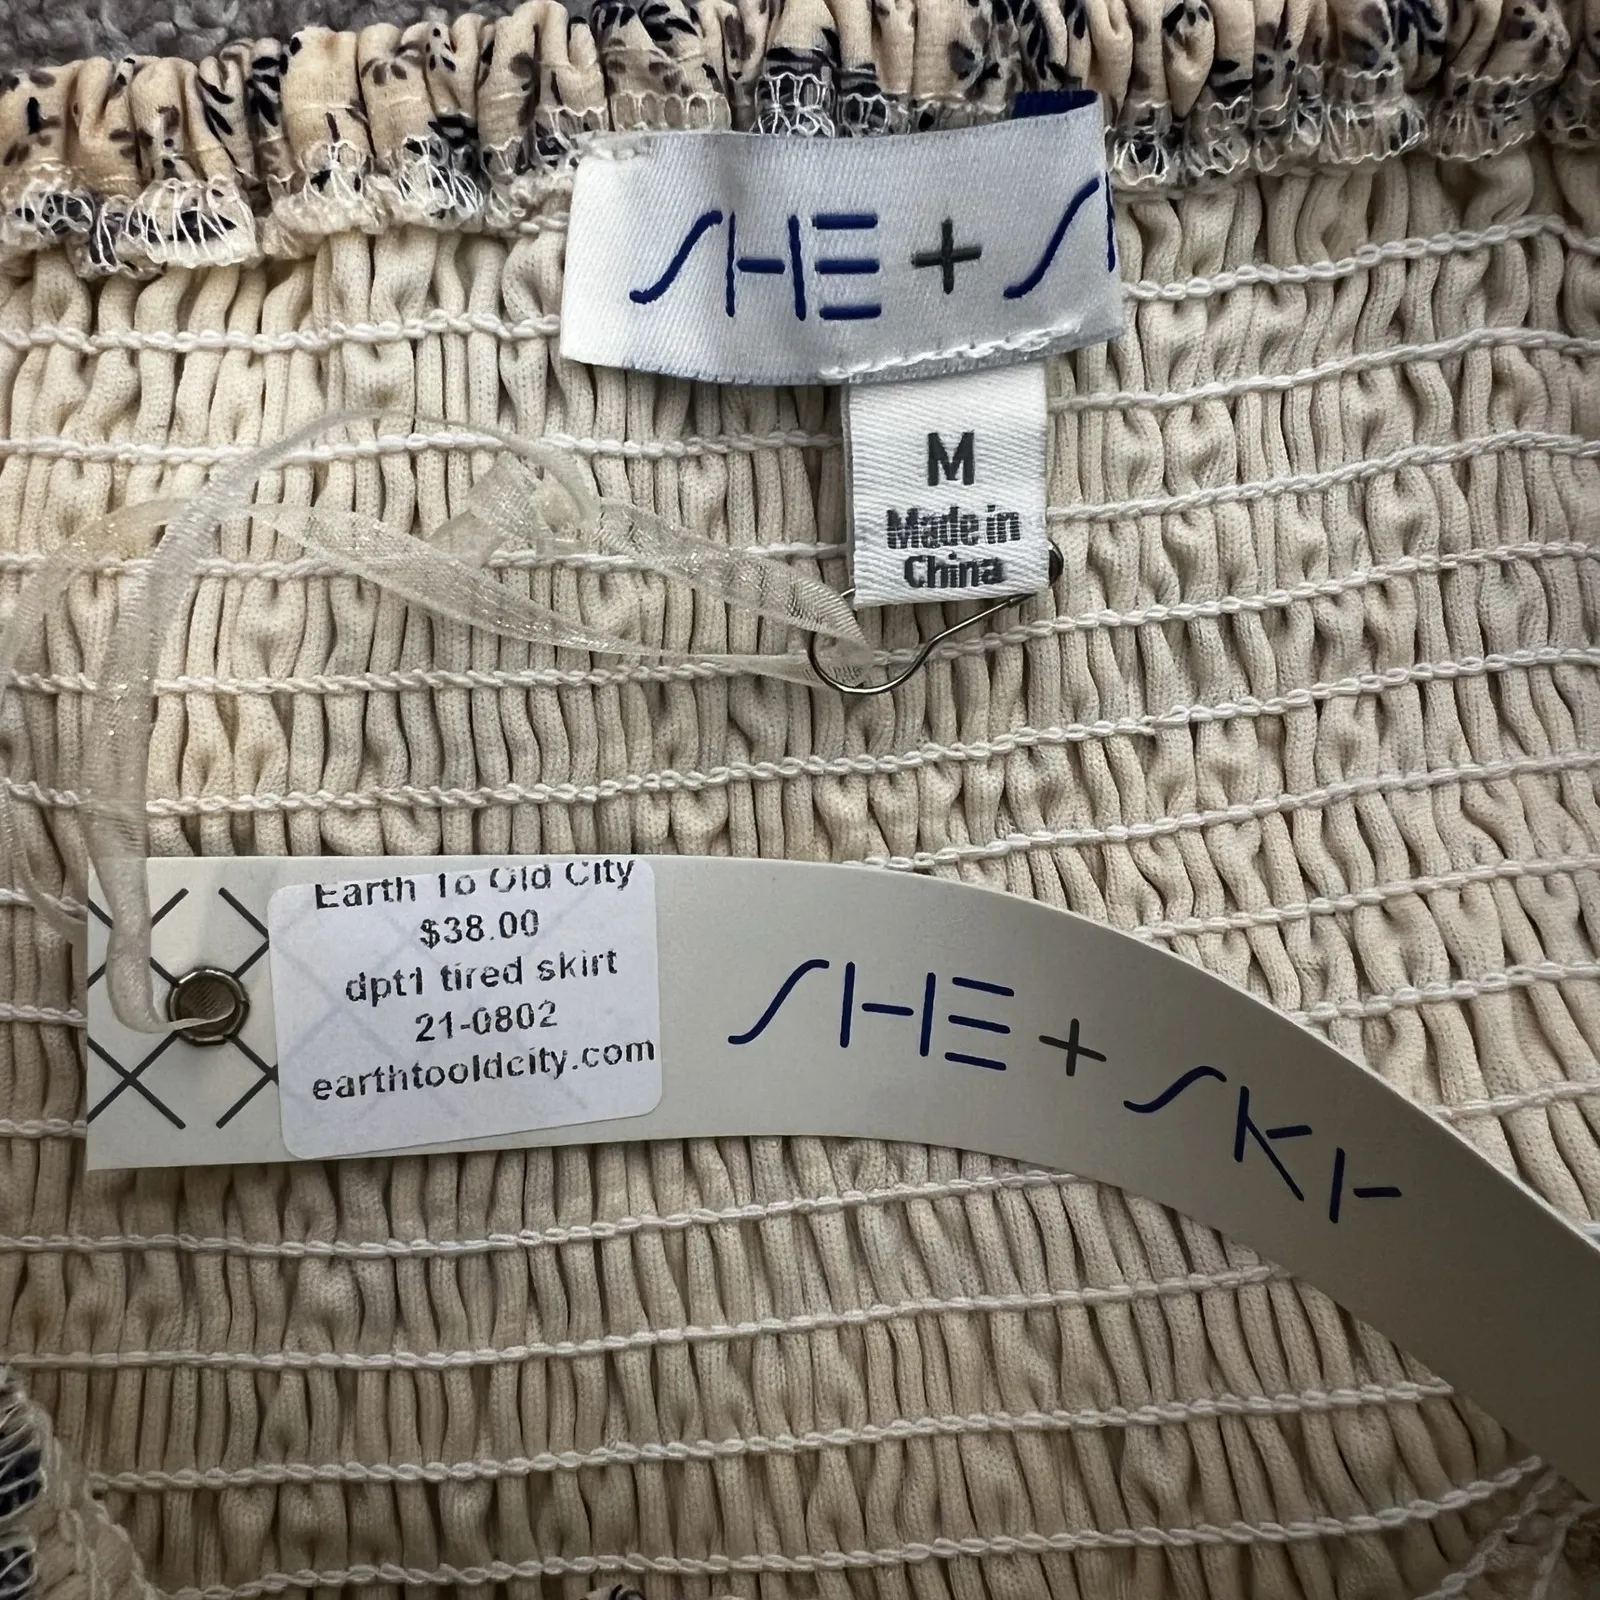 SHE + S
M
Made in
China
Earth To Old City
$38.00
dpt1 tired skirt
21-0802
earthtooldcity.com
SHE + SKY